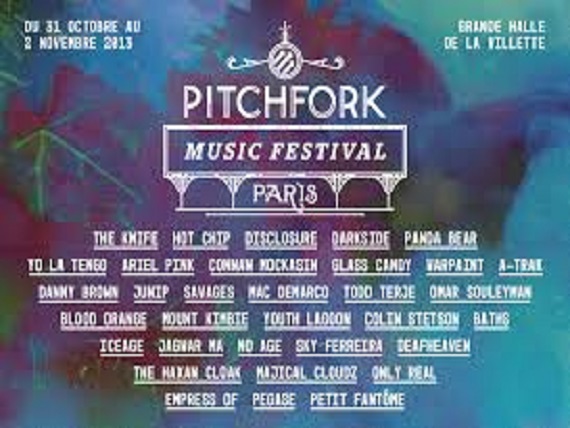 DU 31 OCTOBRE AU
2 NOVEMBRE 2013
GRANDE HALLE
DE LA VILLETTE
PITCHFORK
MUSIC FESTIVAL
PARIS
THE KNIFE HOT CHIP DISCLOSURE DARKSIDE PANDA BEAR
YO LA TENGO ARIEL PINK CONNAN MOCKASIN GLASS CANDY WARPAINT A-TRAK
DANNY BROWN JUNIP SAVAGES MAC DEMARCO TODD TERJE OMAR SOULEYMAN
BLOOD ORANGE MOUNT KIMBIE YOUTH LAGOON COLIN STETSON BATHS
ICEAGE JAGWAR MA NO AGE SKY FERREIRA DEAFHEAVEN
THE HAXAN CLOAK MAJICAL CLOUDZ ONLY REAL
EMPRESS OF PEGASE PETIT FANTÔME